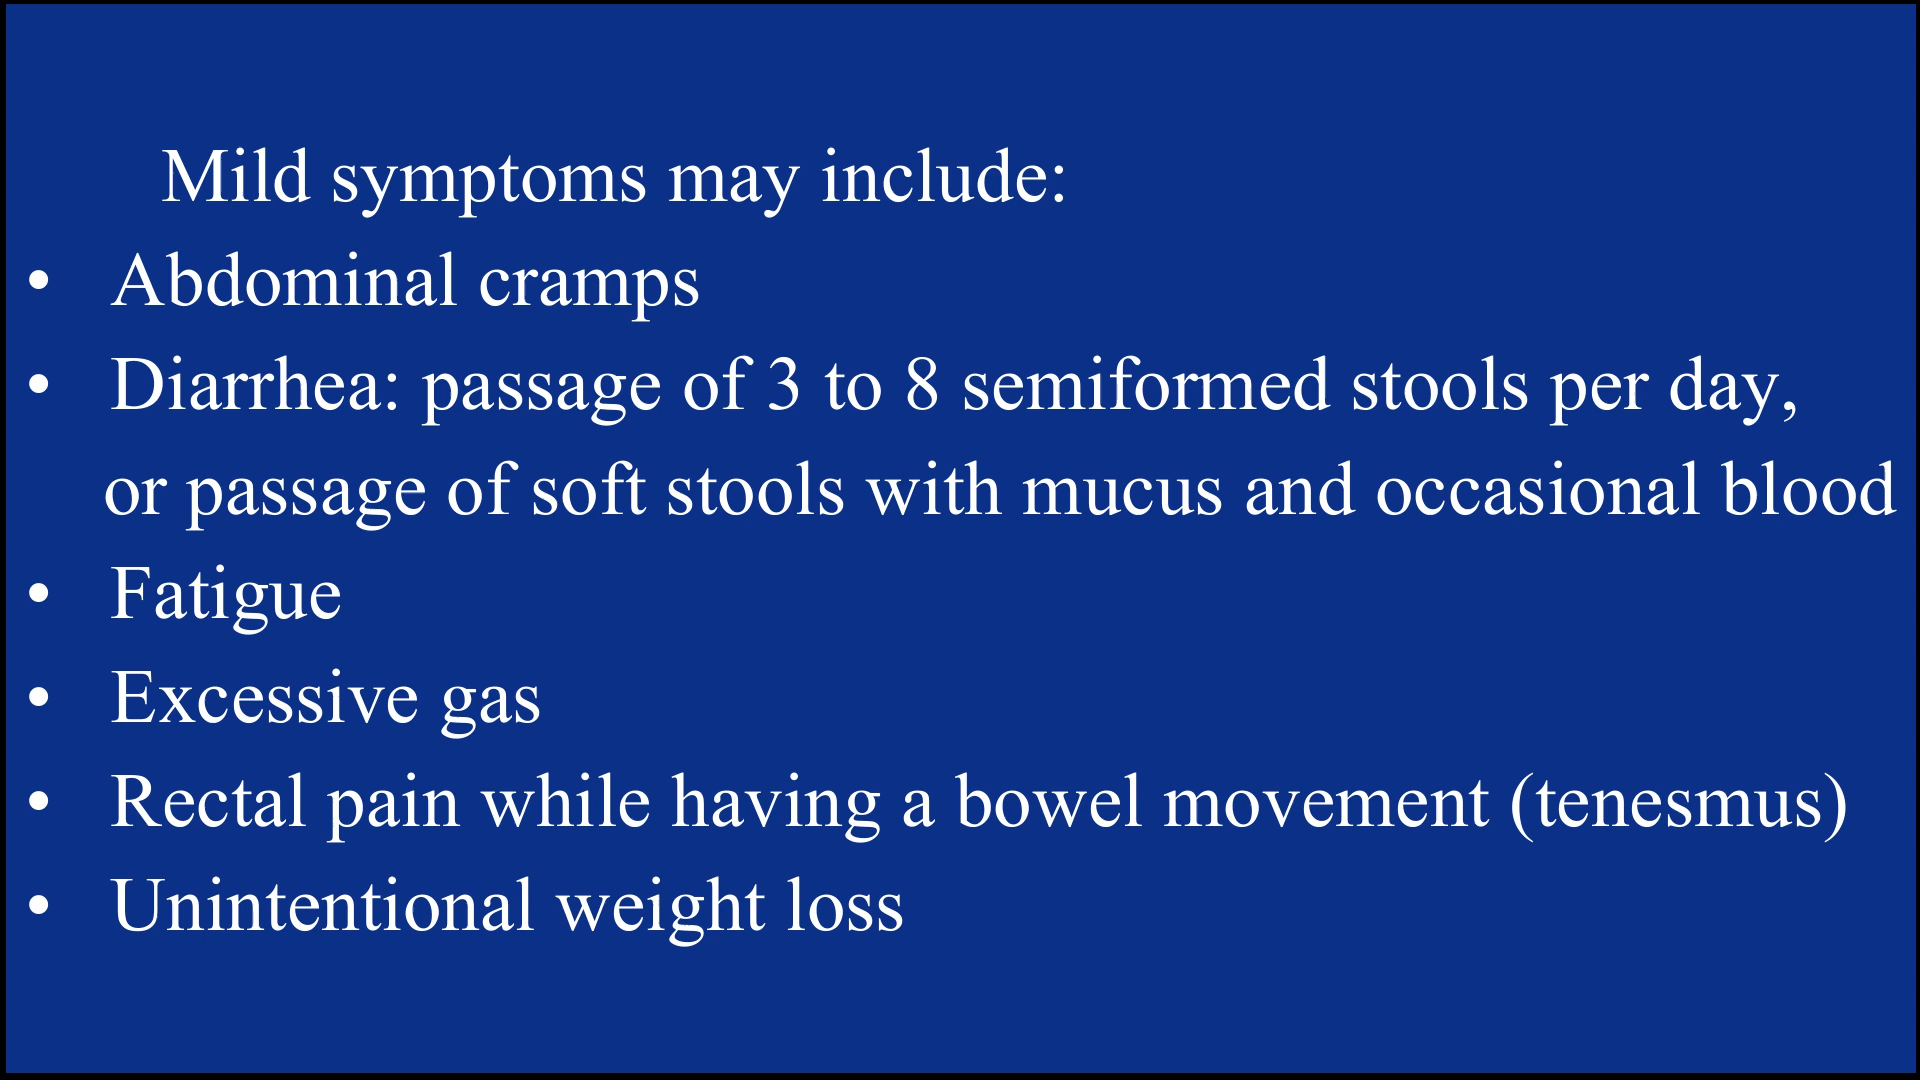 Mild symptoms may include:
• Abdominal cramps
• Diarrhea: passage of 3 to 8 semiformed stools per day,
or passage of soft stools with mucus and occasional blood
• Fatigue
• Excessive gas
• Rectal pain while having a bowel movement (tenesmus)
• Unintentional weight loss